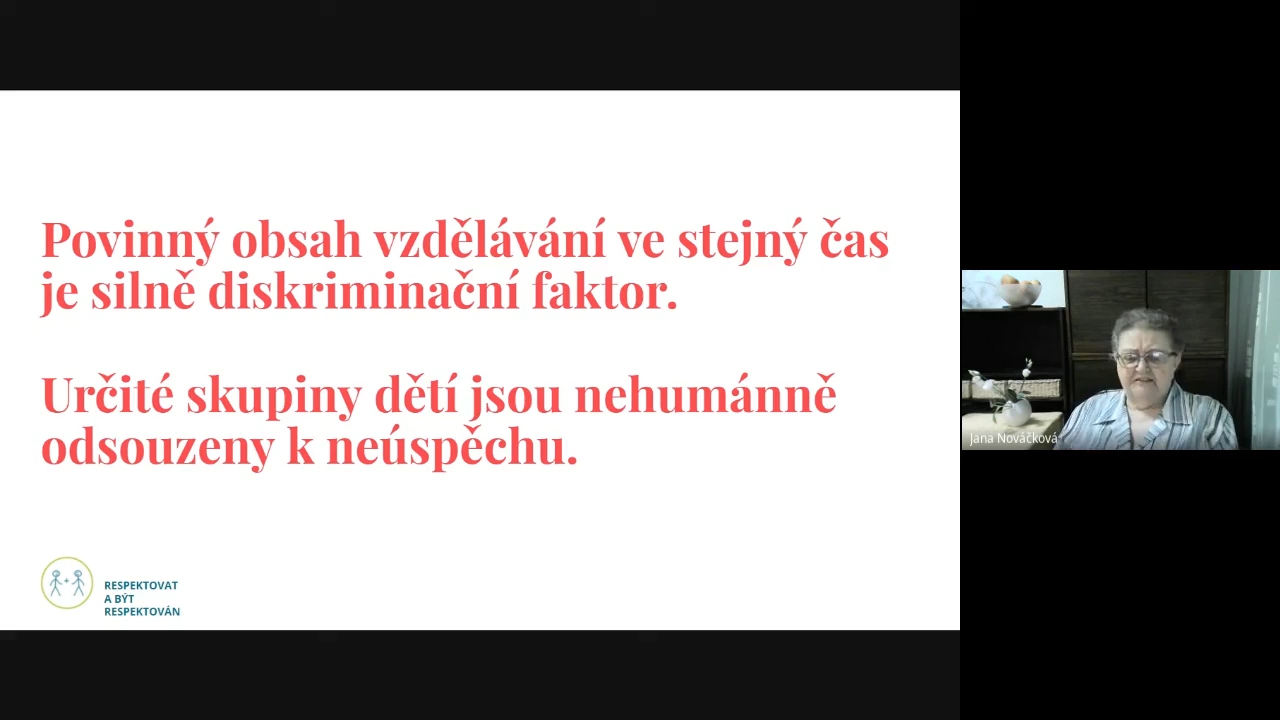 Povinný obsah vzdělávání ve stejný čas
je silně diskriminační faktor.
Určité skupiny dětí jsou nehumánně
odsouzeny k neúspěchu.
RESPEKTOVAT
A BÝT
RESPEKTOVÁN
Jana Nováčková